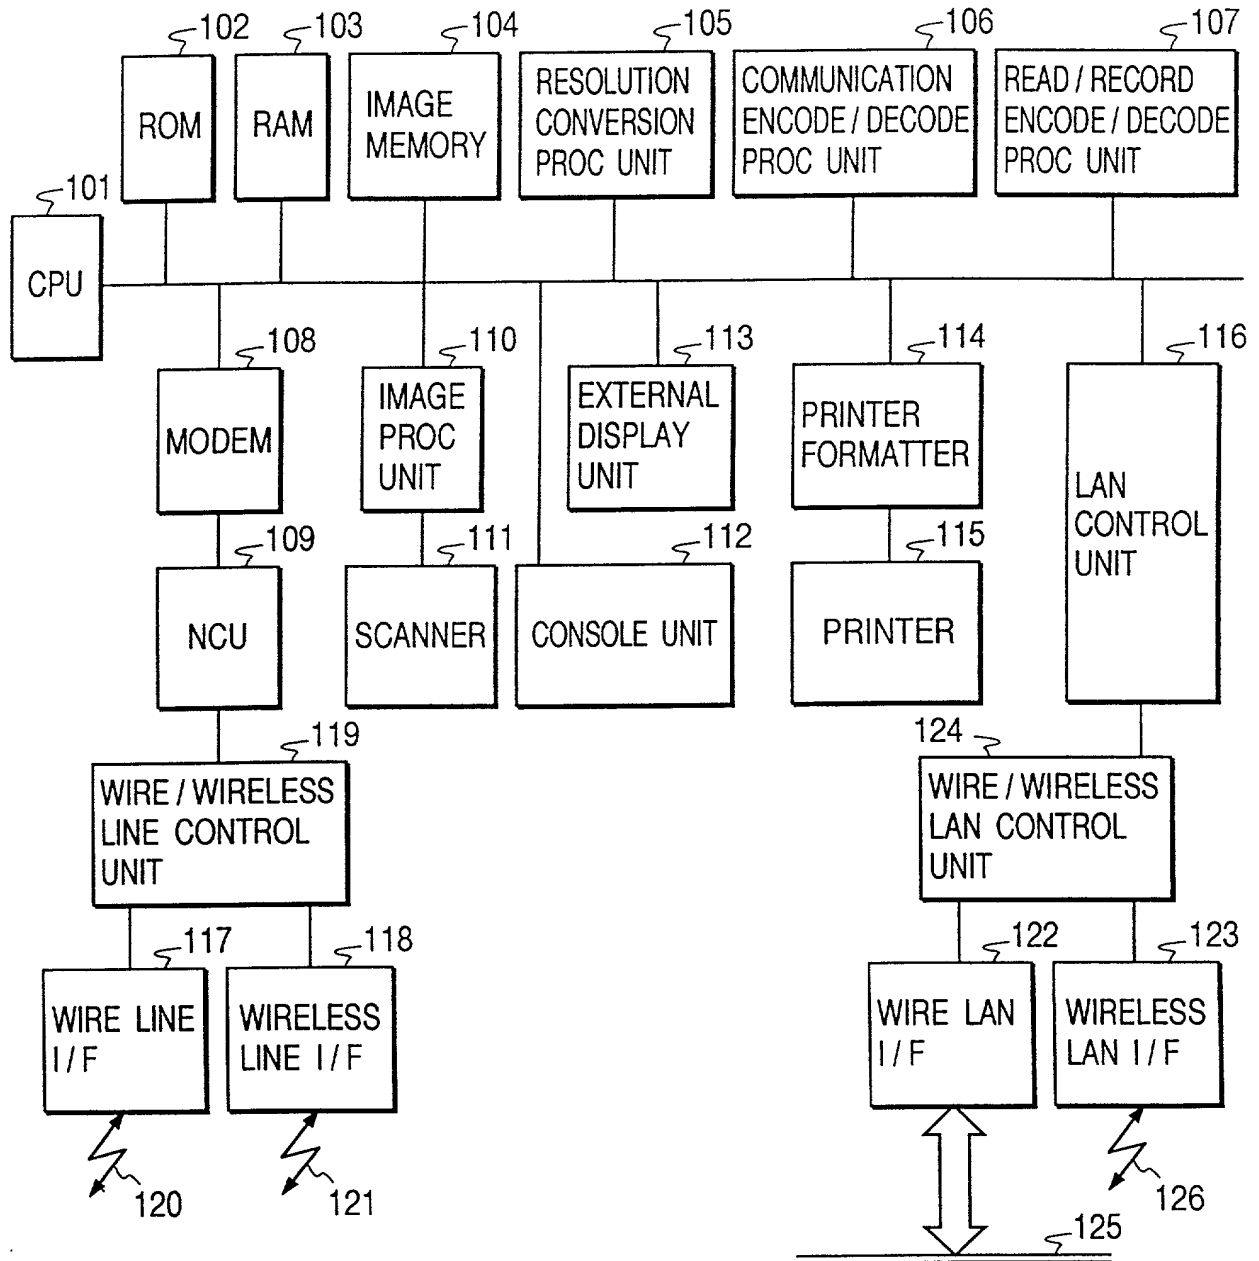 102
103
104
105
106
107
ROM
RAM
IMAGE
MEMORY
RESOLUTION
CONVERSION
PROC UNIT
COMMUNICATION
ENCODE / DECODE
PROC UNIT
READ / RECORD
ENCODE / DECODE
PROC UNIT
101
CPU
108
110
113
114
116
MODEM
IMAGE
PROC
UNIT
EXTERNAL
DISPLAY
UNIT
PRINTER
FORMATTER
LAN
CONTROL
UNIT
109
111
112
115
NCU
SCANNER
CONSOLE UNIT
PRINTER
119
124
WIRE / WIRELESS
LINE CONTROL
UNIT
WIRE / WIRELESS
LAN CONTROL
UNIT
117
118
122
123
WIRE LINE
I / F
WIRELESS
LINE I / F
WIRE LAN
I / F
WIRELESS
LAN I / F
120
121
126
125